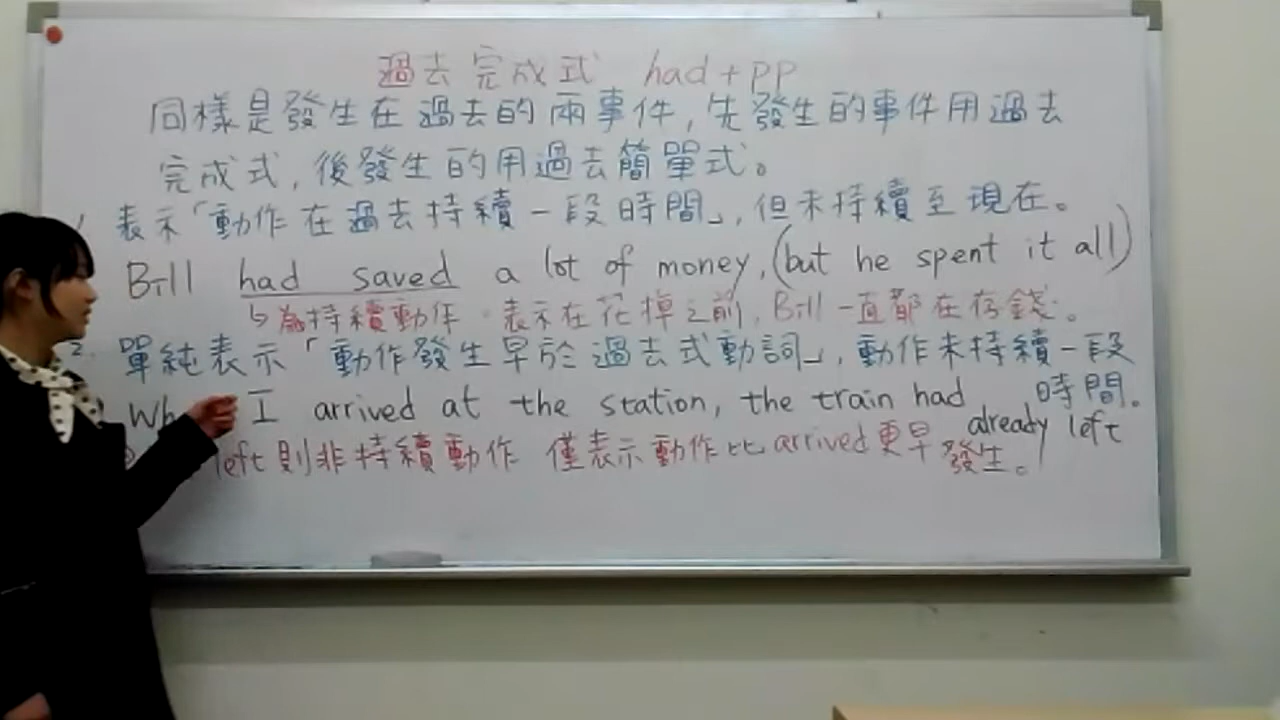 過去完成式 had + pp
同樣是發生在過去的兩事件, 先發生的事件用過去
完成式, 後發生的用過去簡單式。
1. 表示「動作在過去持續一段時間」, 但未持續至現在。
Bill had saved a lot of money, (but he spent it all)
↳ 為持續動作. 表示在花掉之前, Bill 一直都在存錢。
2. 單純表示「動作發生早於過去式動詞」, 動作未持續一段
時間。
I arrived at the station, the train had
already left
left 則非持續動作 僅表示動作比 arrived 更早
發生。